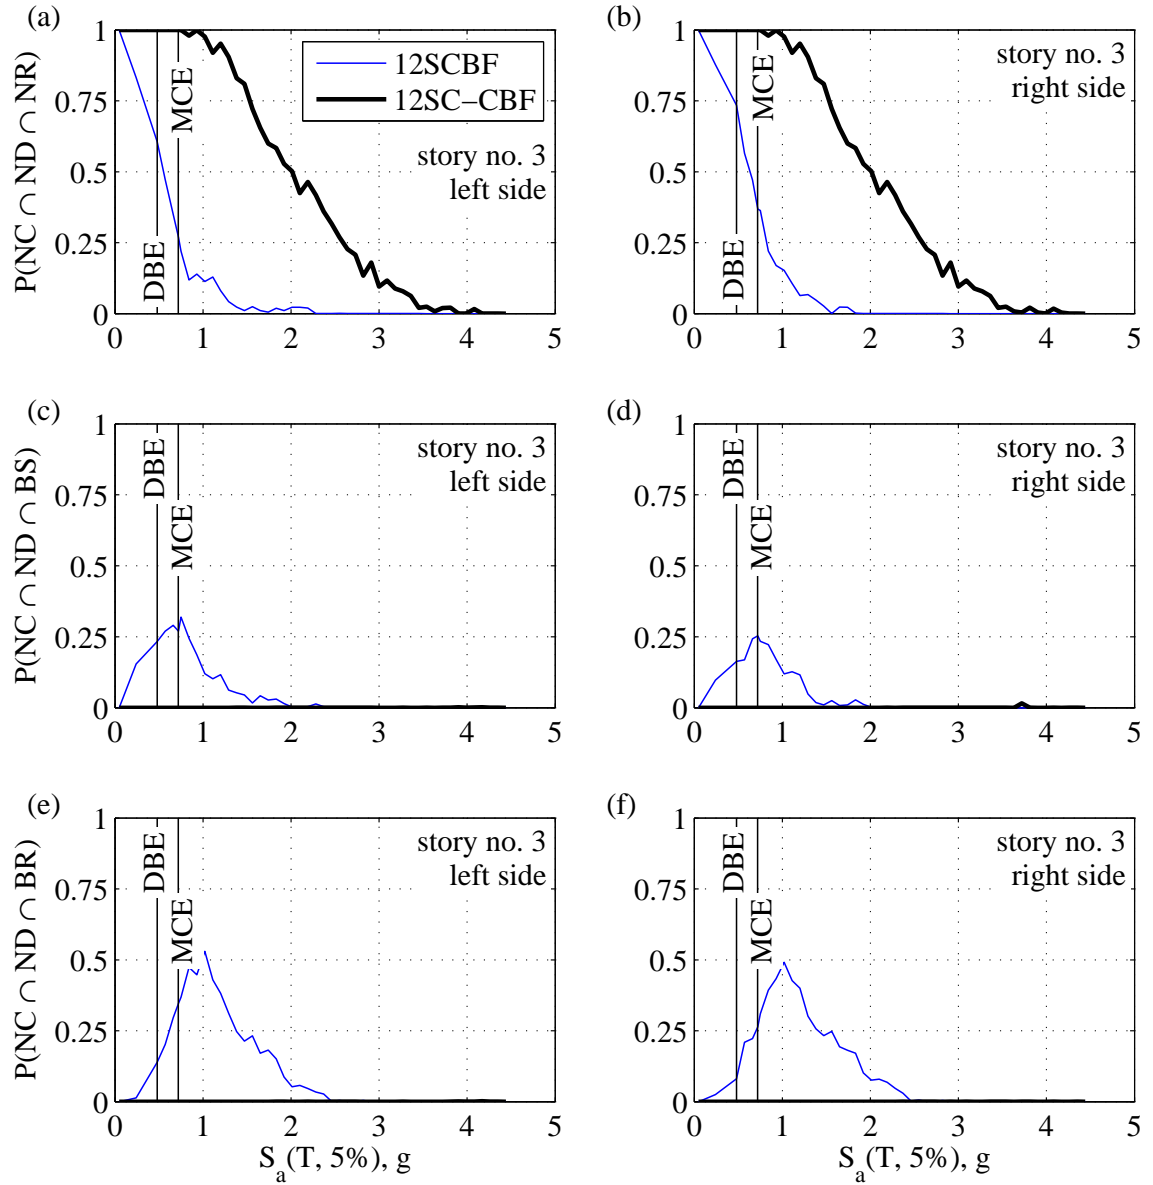 (a)
P(NC ∩ ND ∩ NR)
1
0.75
0.5
0.25
0
DBE
MCE
12SCBF
12SC−CBF
story no. 3
left side
0 1 2 3 4 5
(b)
1
0.75
0.5
0.25
0
DBE
MCE
story no. 3
right side
0 1 2 3 4 5
(c)
P(NC ∩ ND ∩ BS)
1
0.75
0.5
0.25
0
DBE
MCE
story no. 3
left side
0 1 2 3 4 5
(d)
1
0.75
0.5
0.25
0
DBE
MCE
story no. 3
right side
0 1 2 3 4 5
(e)
P(NC ∩ ND ∩ BR)
1
0.75
0.5
0.25
0
DBE
MCE
story no. 3
left side
0 1 2 3 4 5
S_a(T, 5%), g
(f)
1
0.75
0.5
0.25
0
DBE
MCE
story no. 3
right side
0 1 2 3 4 5
S_a(T, 5%), g